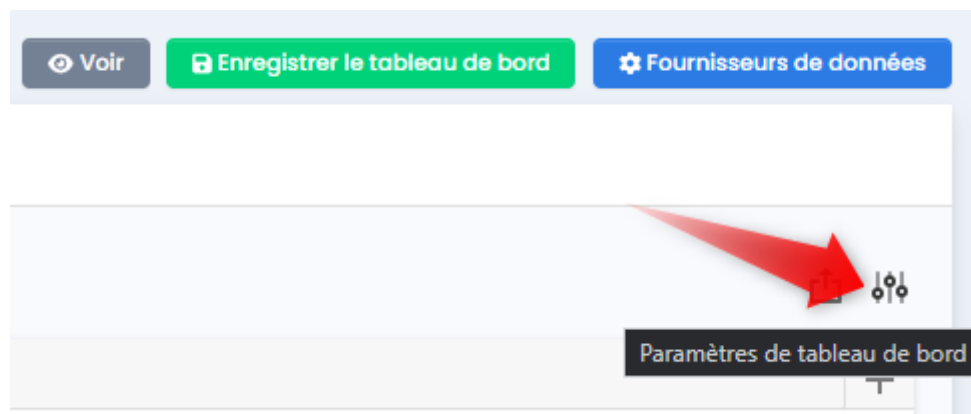 Voir
Enregistrer le tableau de bord
Fournisseurs de données
Paramètres de tableau de bord